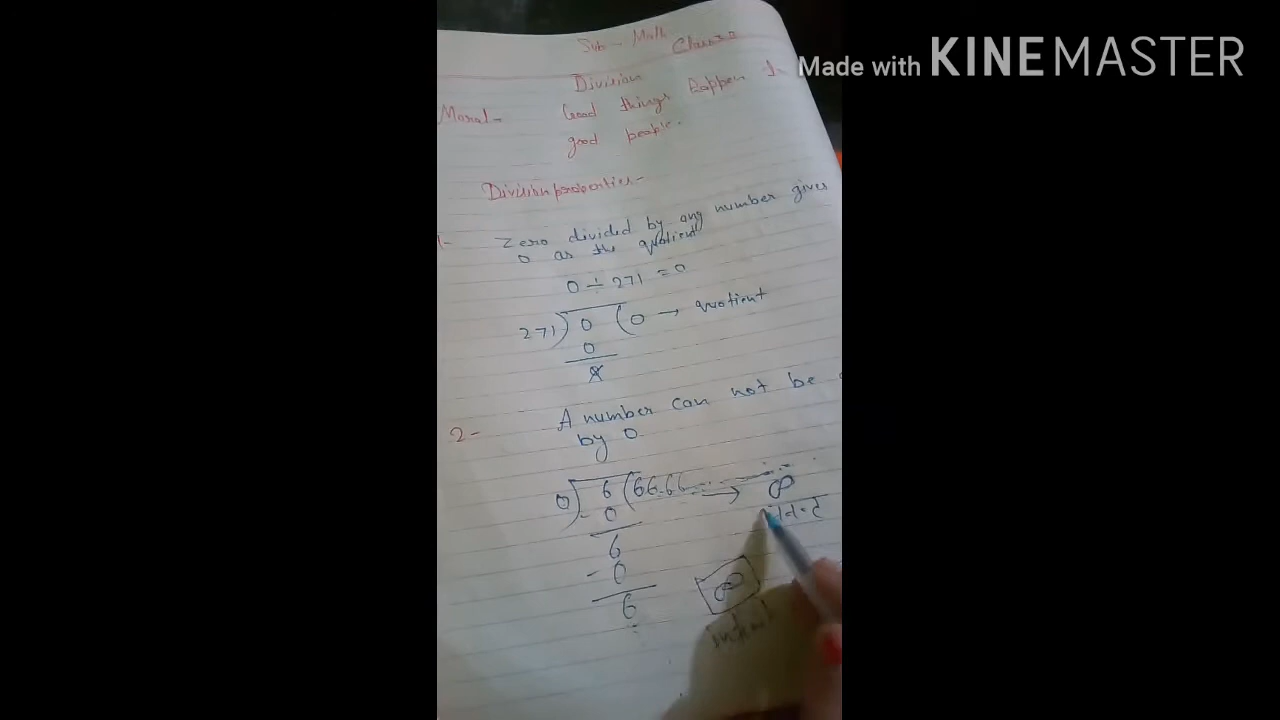 Made with KINEMASTER
Sub - Math
Division
Moral - Good things Happen
good people.
Division properties -
1- Zero divided by any number gives
0 as the quotient
0 ÷ 271 = 0
271) 0 (0 → quotient
0
2- A number can not be
by 0
0) 6 (66.66 → ∞
- 0
6
- 0
6
∞